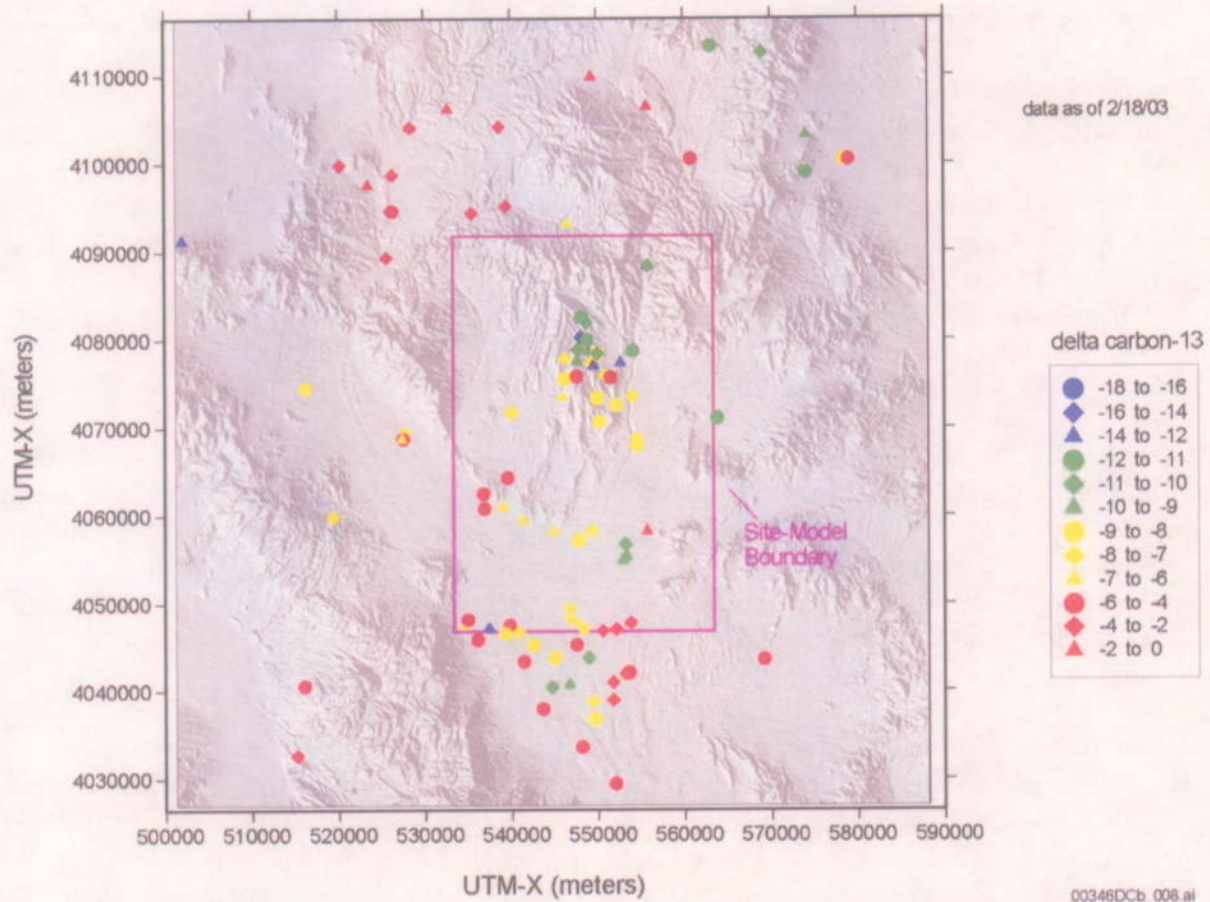 data as of 2/18/03
UTM-X (meters)
4110000
4100000
4090000
4080000
4070000
4060000
4050000
4040000
4030000
Site-Model
Boundary
delta carbon-13
-18 to -16
-16 to -14
-14 to -12
-12 to -11
-11 to -10
-10 to -9
-9 to -8
-8 to -7
-7 to -6
-6 to -4
-4 to -2
-2 to 0
500000 510000 520000 530000 540000 550000 560000 570000 580000 590000
UTM-X (meters)
00346DCb_008.ai